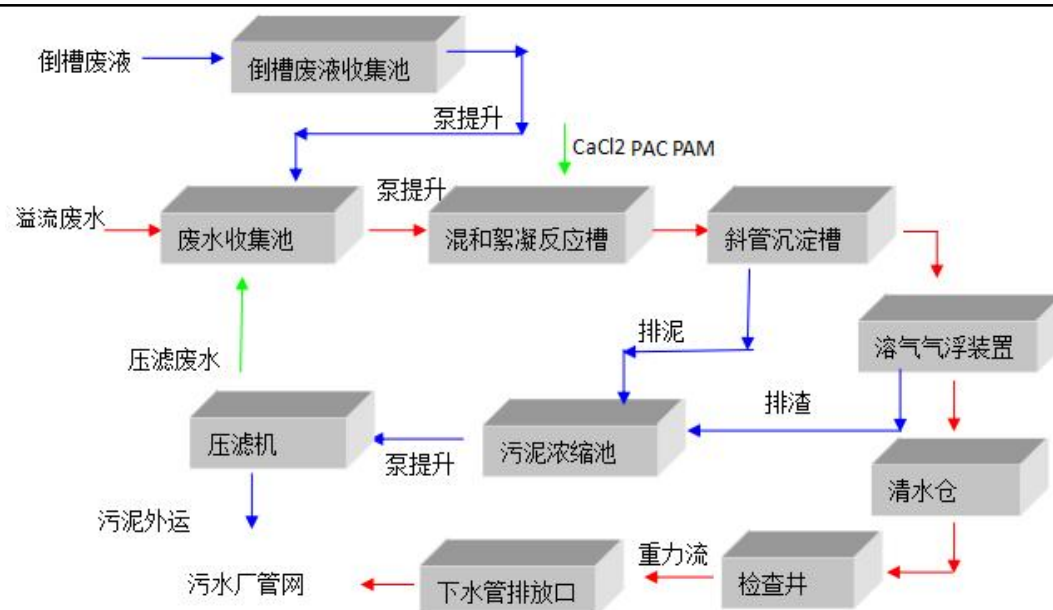 倒槽废液
倒槽废液收集池
泵提升
CaCl2 PAC PAM
溢流废水
废水收集池
泵提升
混和絮凝反应槽
斜管沉淀槽
压滤废水
排泥
溶气气浮装置
压滤机
泵提升
污泥浓缩池
排渣
清水仓
污泥外运
污水厂管网
下水管排放口
重力流
检查井